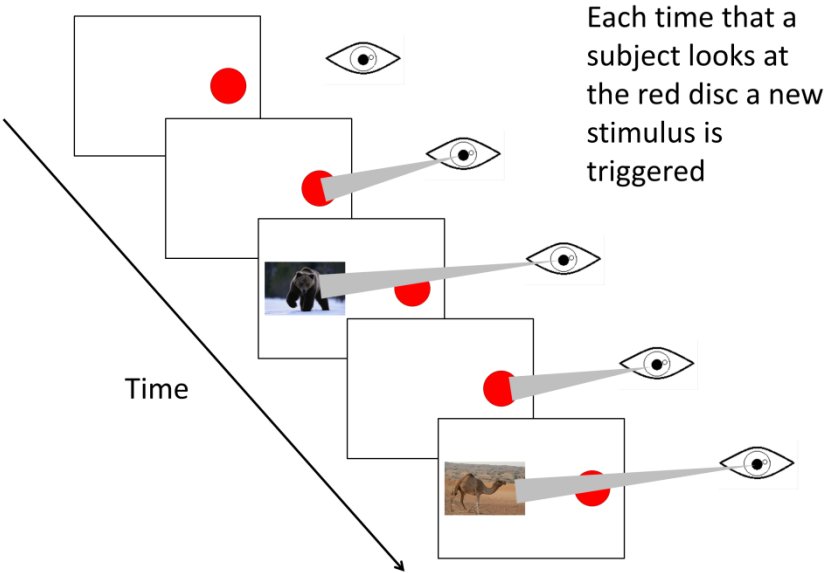 Each time that a
subject looks at
the red disc a new
stimulus is
triggered
Time